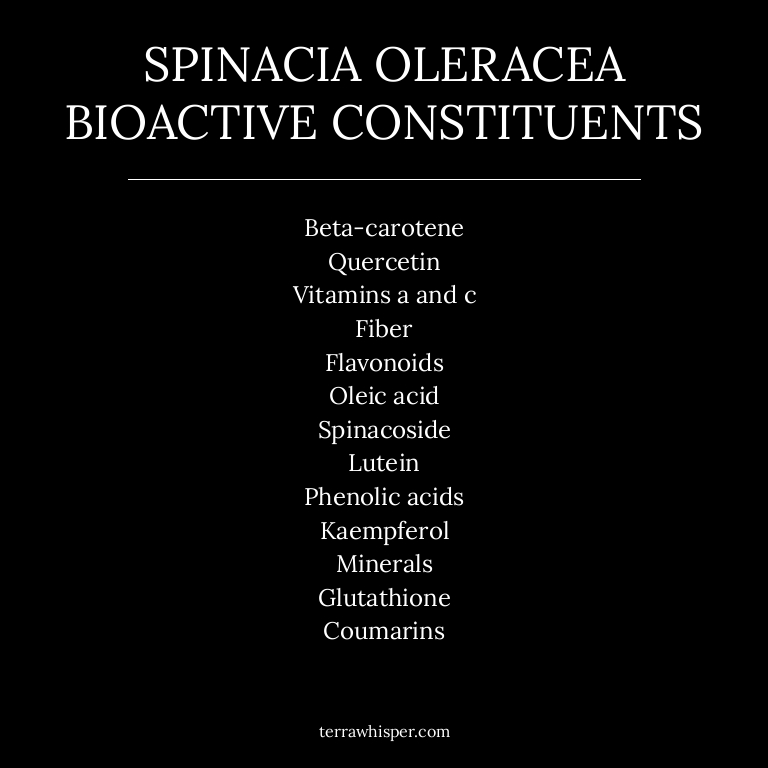 SPINACIA OLERACEA
BIOACTIVE CONSTITUENTS
Beta-carotene
Quercetin
Vitamins a and c
Fiber
Flavonoids
Oleic acid
Spinacoside
Lutein
Phenolic acids
Kaempferol
Minerals
Glutathione
Coumarins
terrawhisper.com